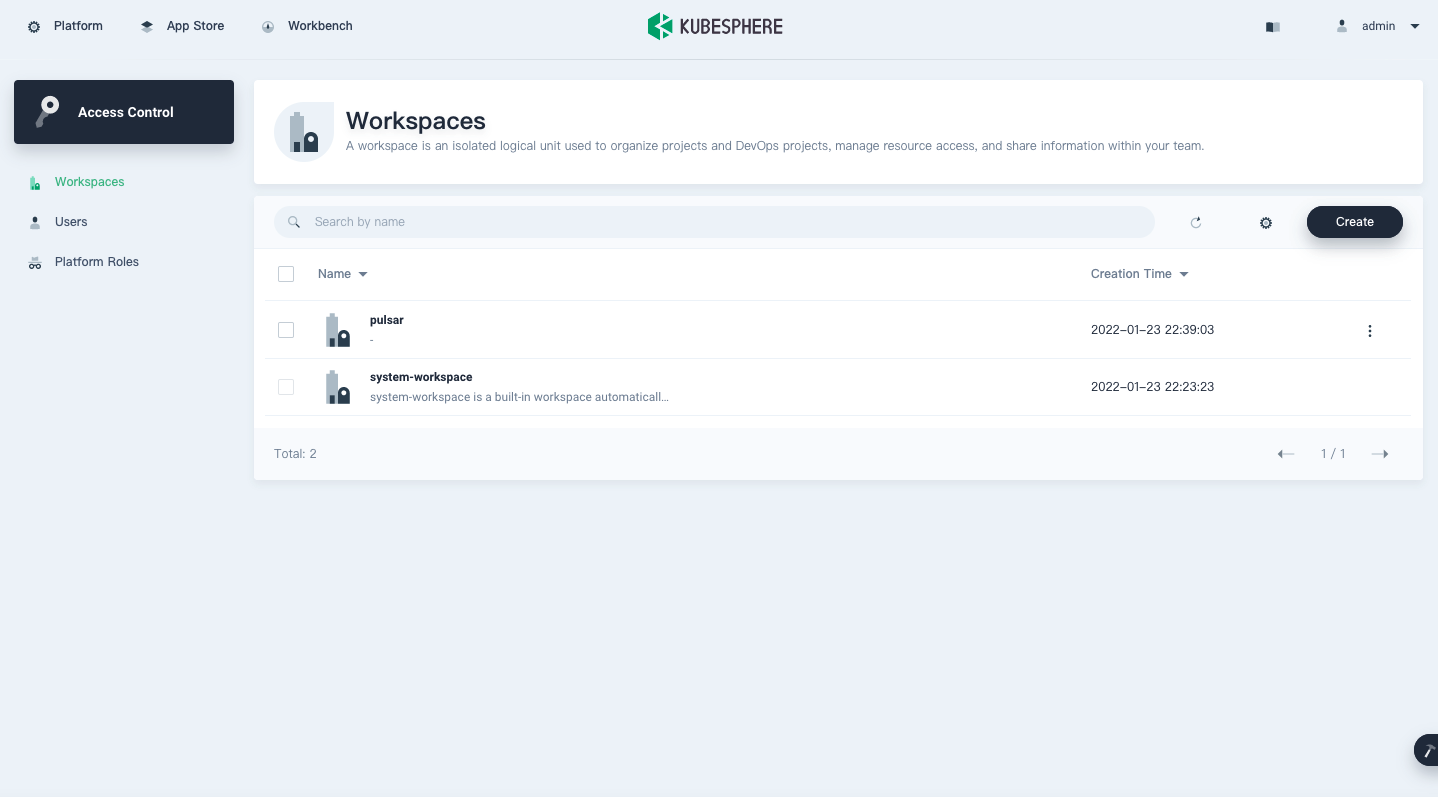 Platform
App Store
Workbench
KUBESPHERE
admin
Access Control
Workspaces
Users
Platform Roles
Workspaces
A workspace is an isolated logical unit used to organize projects and DevOps projects, manage resource access, and share information within your team.
Search by name
Create
Name
Creation Time
pulsar
-
2022-01-23 22:39:03
system-workspace
system-workspace is a built-in workspace automaticall...
2022-01-23 22:23:23
Total: 2
1 / 1